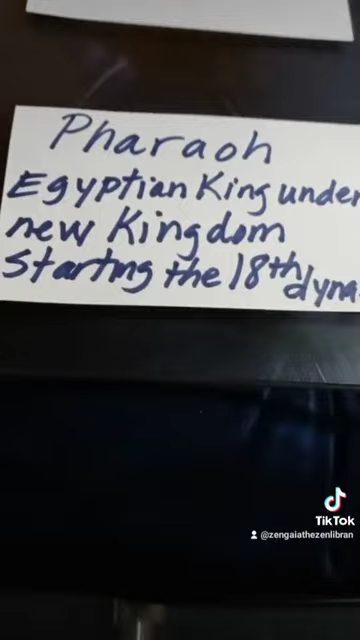 Pharaoh
Egyptian King under
new Kingdom
Starting the 18th dyna
TikTok
@zengaiathezenlibran